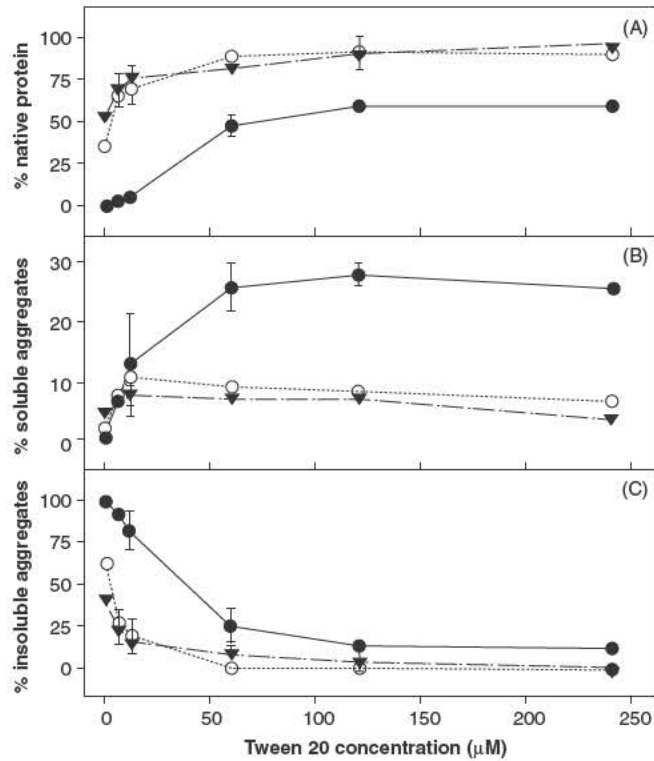 (A)
% native protein
100
75
50
25
0
(B)
% soluble aggregates
30
20
10
0
(C)
% insoluble aggregates
100
75
50
25
0
0 50 100 150 200 250
Tween 20 concentration (μM)